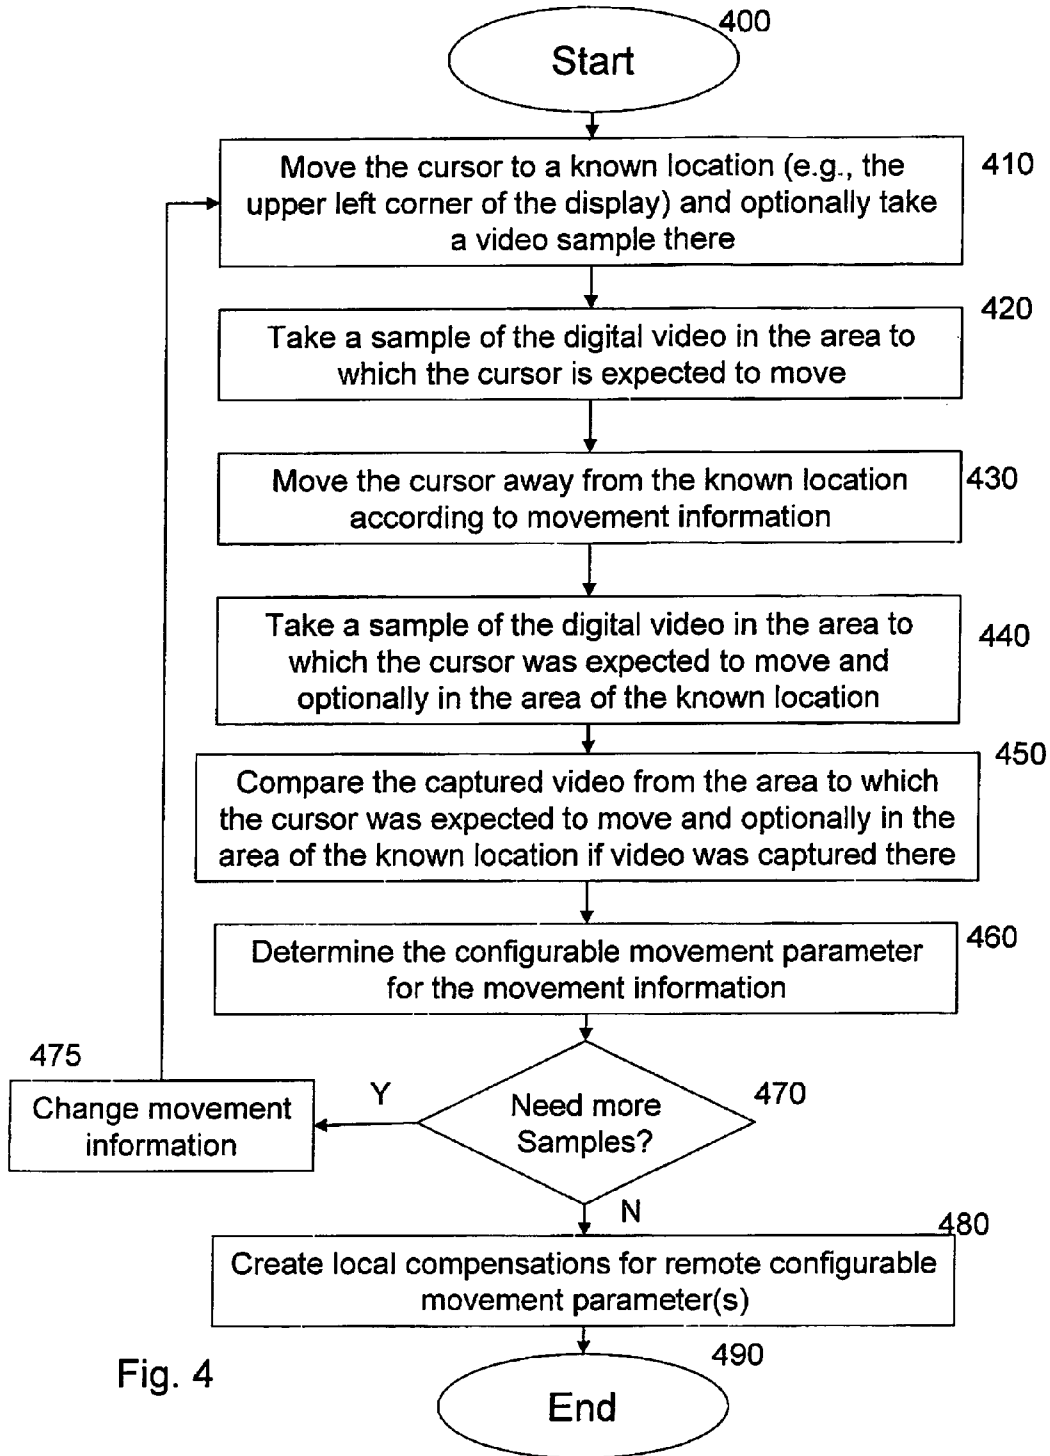 400
Start
Move the cursor to a known location (e.g., the
upper left corner of the display) and optionally take
a video sample there
410
Take a sample of the digital video in the area to
which the cursor is expected to move
420
Move the cursor away from the known location
according to movement information
430
Take a sample of the digital video in the area to
which the cursor was expected to move and
optionally in the area of the known location
440
Compare the captured video from the area to which
the cursor was expected to move and optionally in the
area of the known location if video was captured there
450
Determine the configurable movement parameter
for the movement information
460
475
Change movement
information
Y
Need more
Samples?
470
N
480
Create local compensations for remote configurable
movement parameter(s)
490
End
Fig. 4